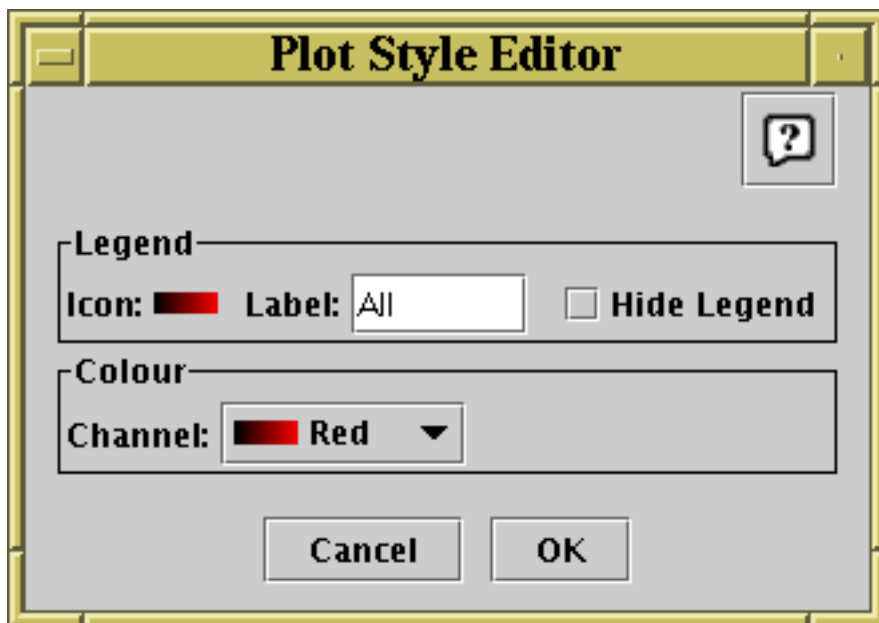 Plot Style Editor
?
Legend
Icon: Label: All Hide Legend
Colour
Channel: Red
Cancel OK